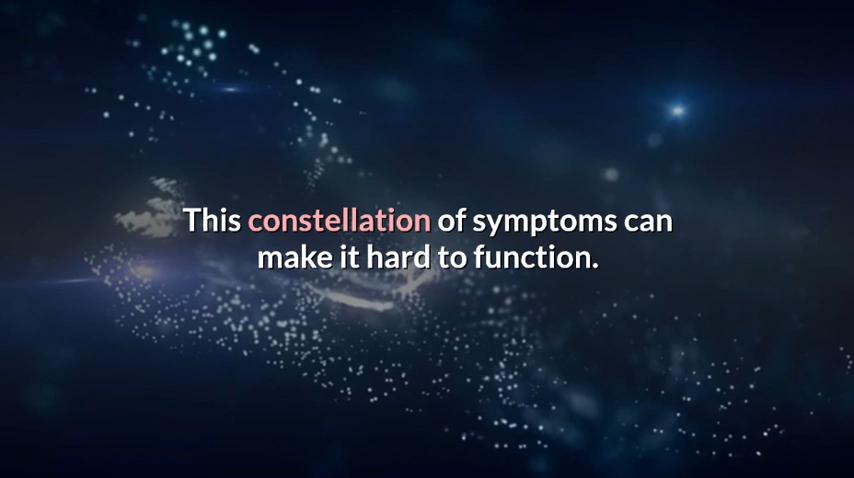 This constellation of symptoms can
make it hard to function.